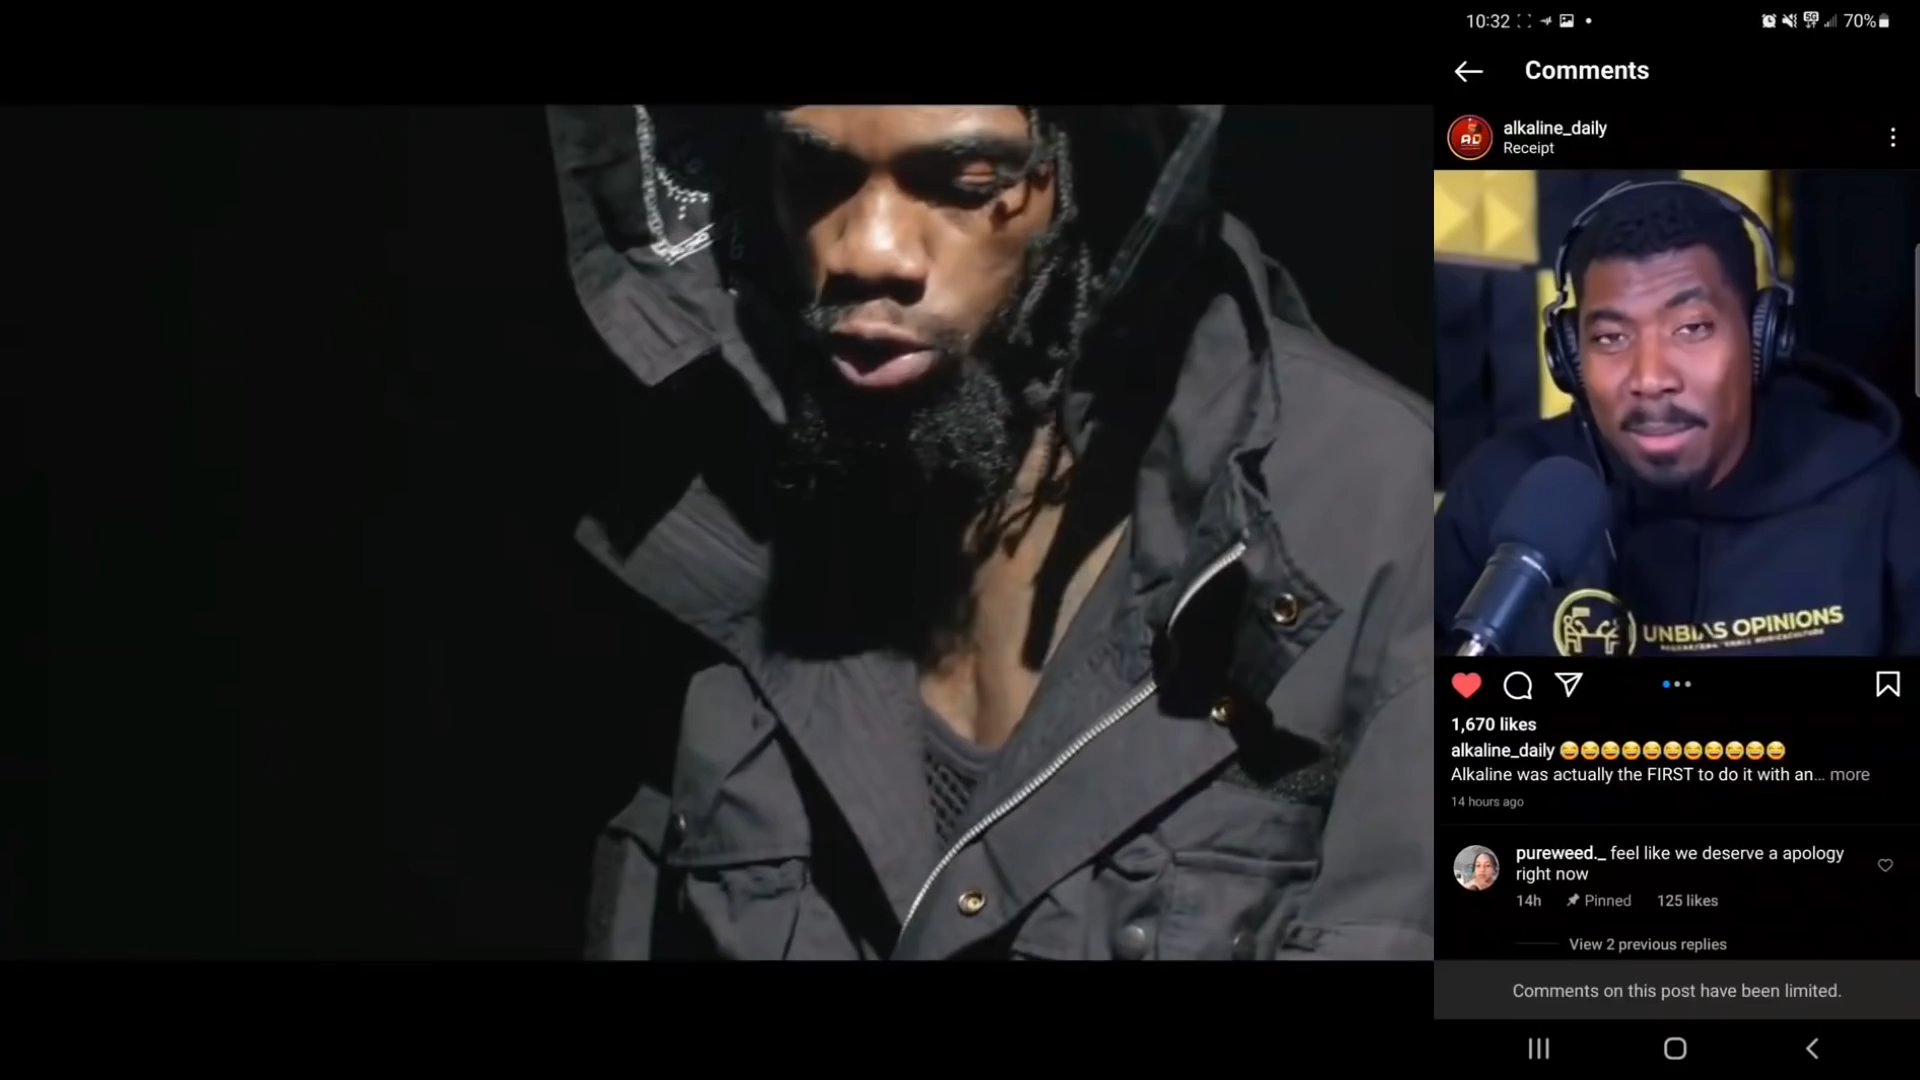 10:32
5G
70%
Comments
AD
alkaline_daily
Receipt
UNBIAS OPINIONS
1,670 likes
alkaline_daily 😂😂😂😂😂😂😂😂😂😂😂
Alkaline was actually the FIRST to do it with an... more
14 hours ago
pureweed._ feel like we deserve a apology
right now
14h Pinned 125 likes
View 2 previous replies
Comments on this post have been limited.